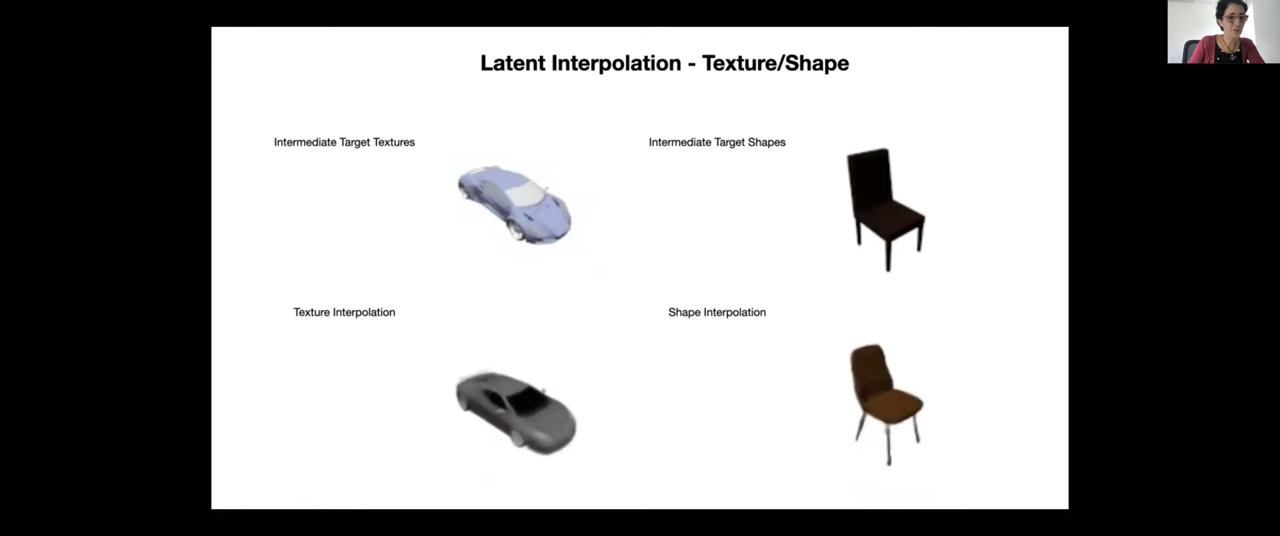 Latent Interpolation - Texture/Shape
Intermediate Target Textures
Intermediate Target Shapes
Texture Interpolation
Shape Interpolation